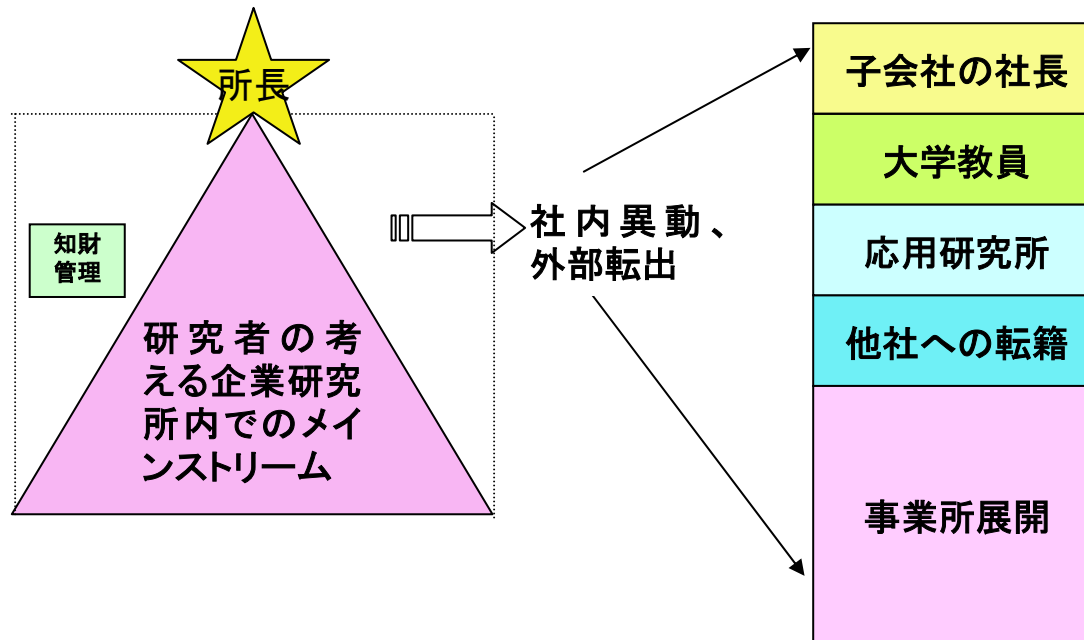 所長
知財
管理
研究者の考
える企業研究
所内でのメイ
ンストリーム
社内異動、
外部転出
子会社の社長
大学教員
応用研究所
他社への転籍
事業所展開